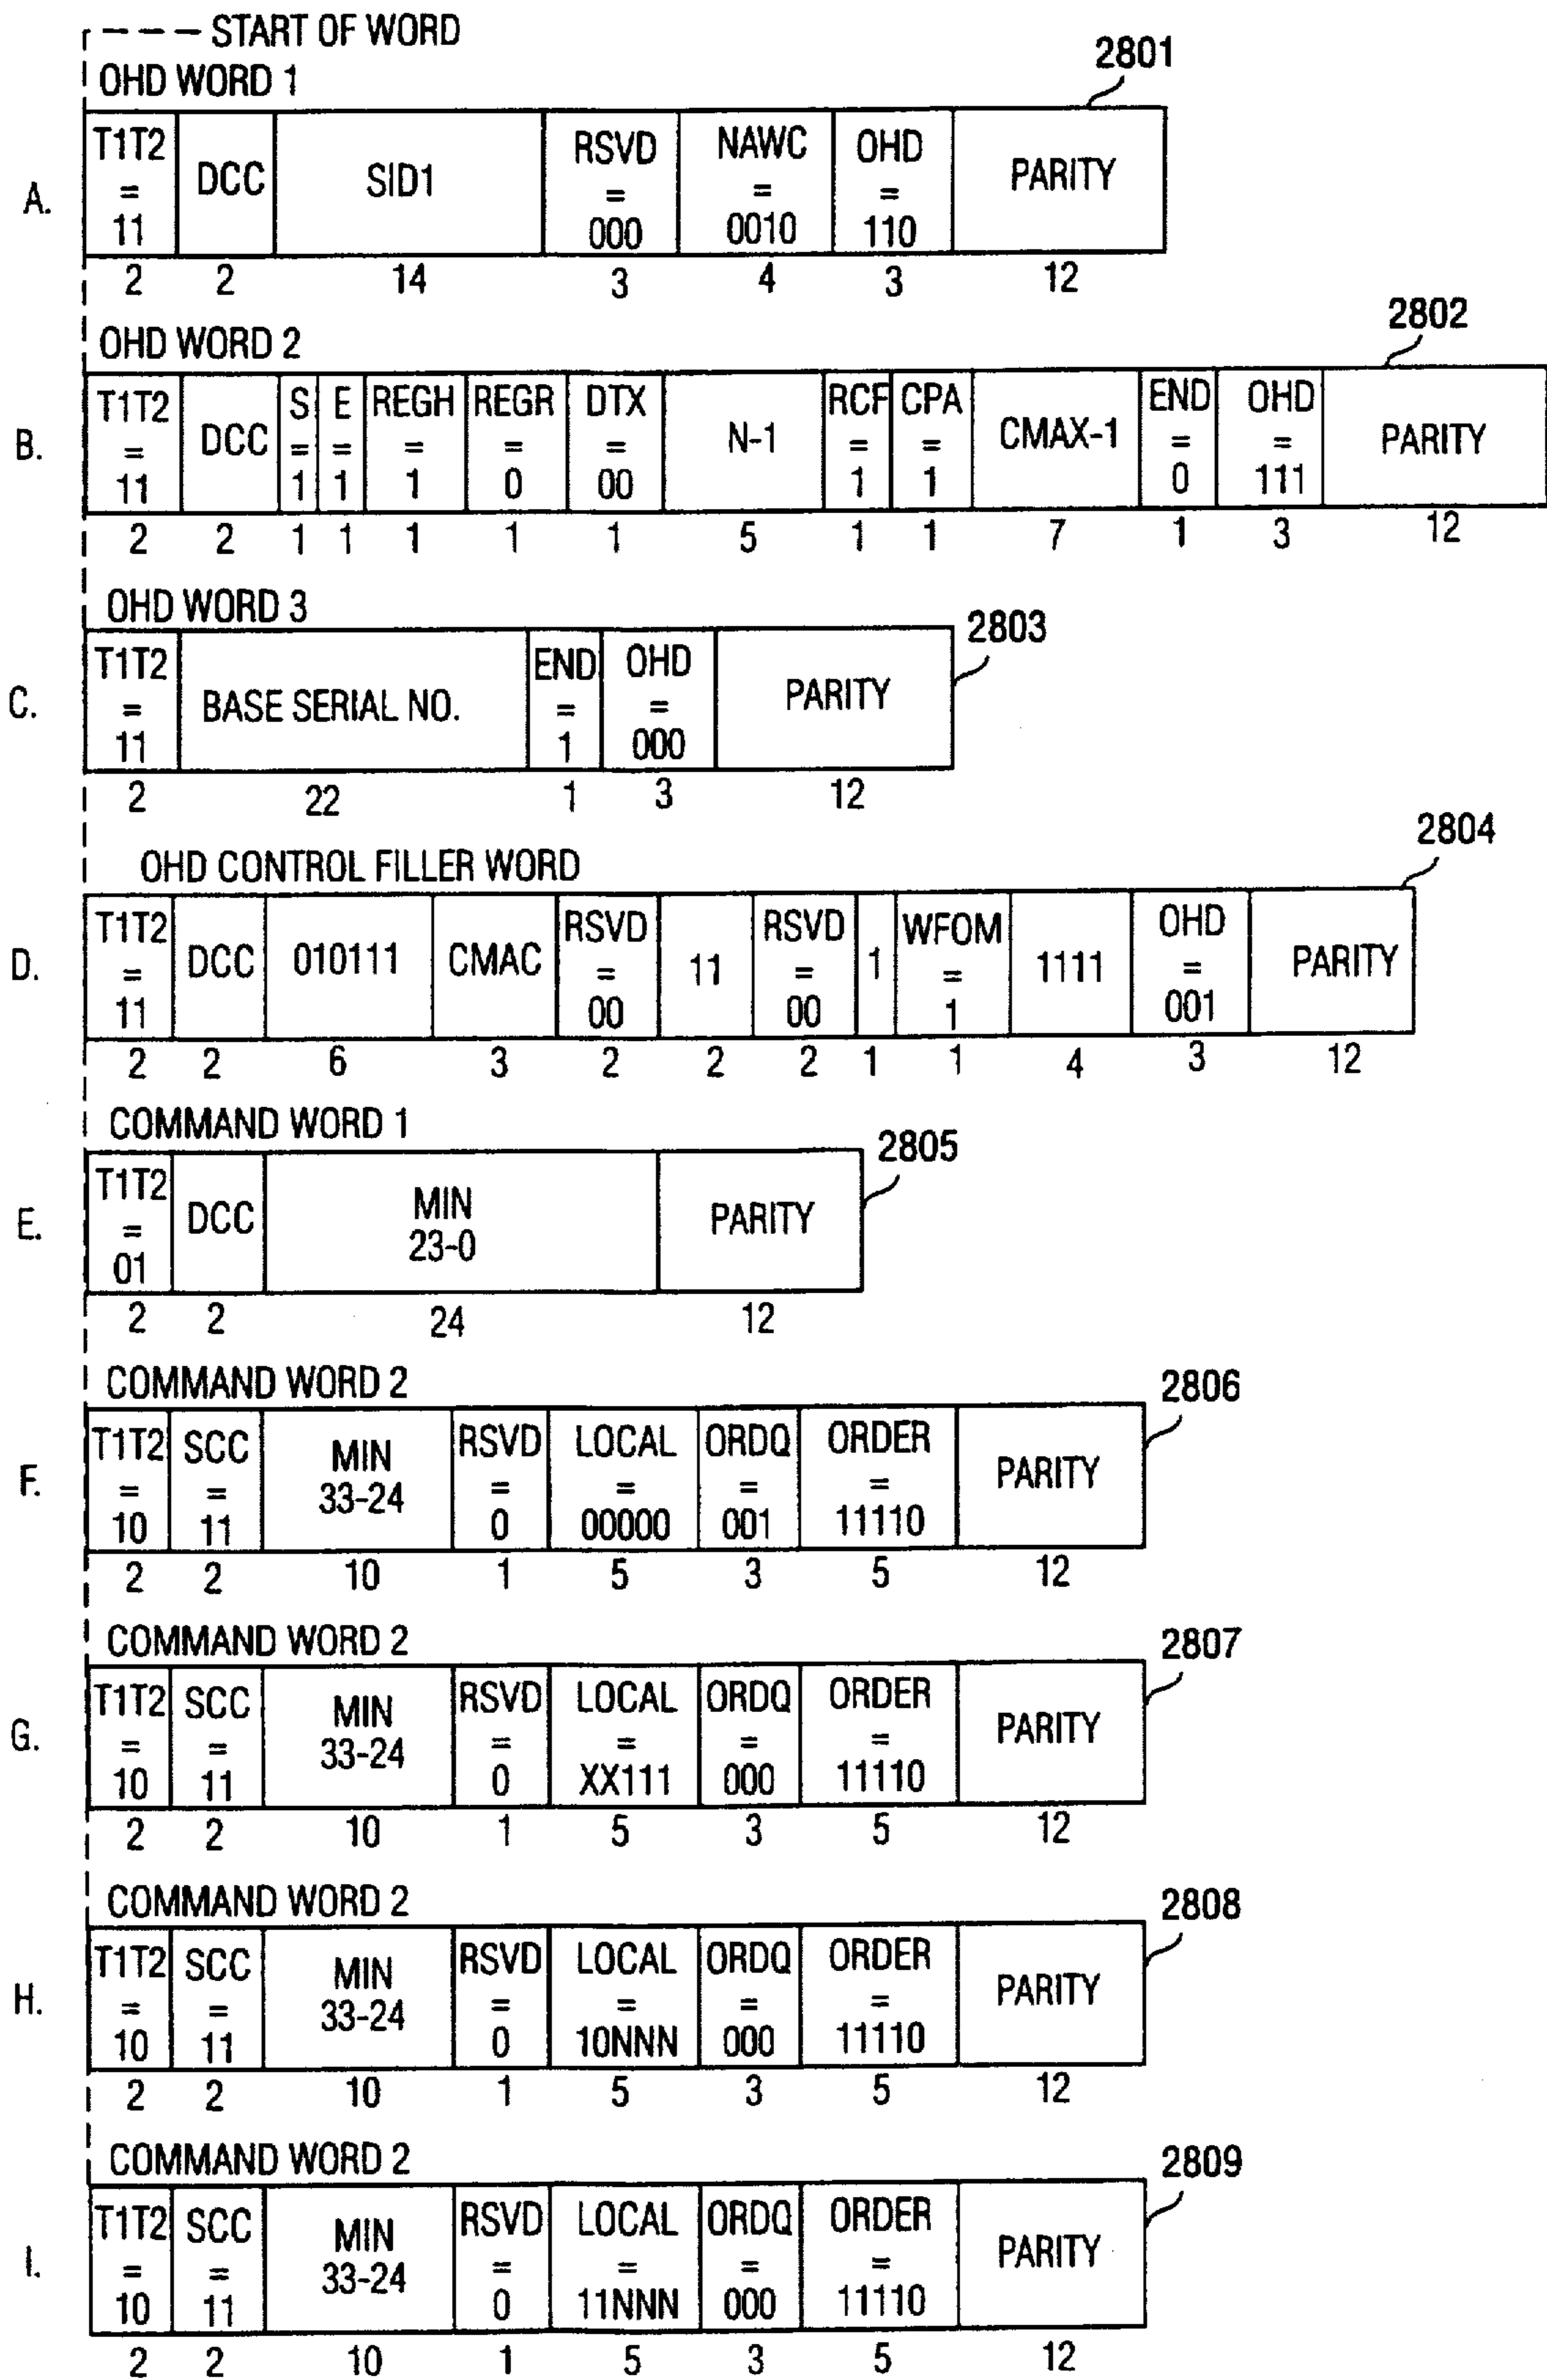 START OF WORD
OHD WORD 1
2801
A.
T1T2 = 11
DCC
SID1
RSVD = 000
NAWC = 0010
OHD = 110
PARITY
2 2 14 3 4 3 12
OHD WORD 2
2802
B.
T1T2 = 11
DCC
S = 1
E = 1
REGH = 1
REGR = 0
DTX = 00
N-1
RCF = 1
CPA = 1
CMAX-1
END = 0
OHD = 111
PARITY
2 2 1 1 1 1 1 5 1 1 7 1 3 12
OHD WORD 3
2803
C.
T1T2 = 11
BASE SERIAL NO.
END = 1
OHD = 000
PARITY
2 22 1 3 12
OHD CONTROL FILLER WORD
2804
D.
T1T2 = 11
DCC
010111
CMAC
RSVD = 00
11
RSVD = 00
1
WFOM = 1
1111
OHD = 001
PARITY
2 2 6 3 2 2 2 1 1 4 3 12
COMMAND WORD 1
2805
E.
T1T2 = 01
DCC
MIN 23-0
PARITY
2 2 24 12
COMMAND WORD 2
2806
F.
T1T2 = 10
SCC = 11
MIN 33-24
RSVD = 0
LOCAL = 00000
ORDQ = 001
ORDER = 11110
PARITY
2 2 10 1 5 3 5 12
COMMAND WORD 2
2807
G.
T1T2 = 10
SCC = 11
MIN 33-24
RSVD = 0
LOCAL = XX111
ORDQ = 000
ORDER = 11110
PARITY
2 2 10 1 5 3 5 12
COMMAND WORD 2
2808
H.
T1T2 = 10
SCC = 11
MIN 33-24
RSVD = 0
LOCAL = 10NNN
ORDQ = 000
ORDER = 11110
PARITY
2 2 10 1 5 3 5 12
COMMAND WORD 2
2809
I.
T1T2 = 10
SCC = 11
MIN 33-24
RSVD = 0
LOCAL = 11NNN
ORDQ = 000
ORDER = 11110
PARITY
2 2 10 1 5 3 5 12